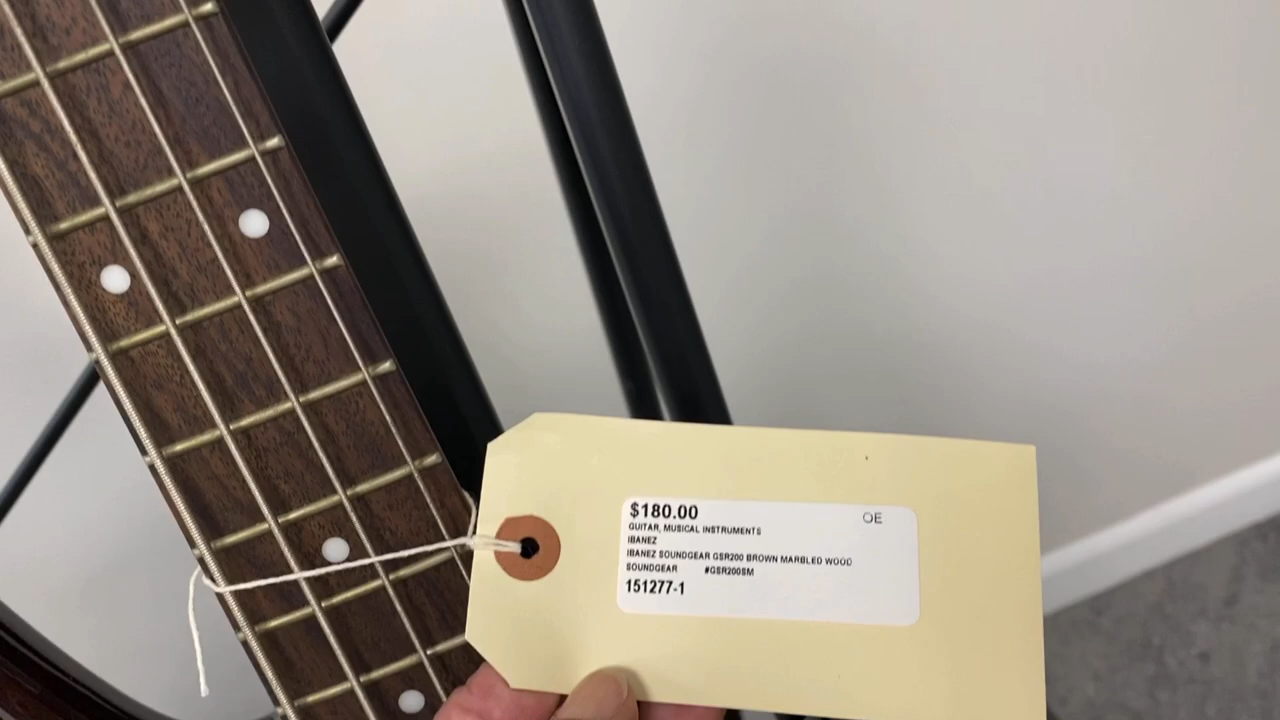 $180.00 OE
GUITAR, MUSICAL INSTRUMENTS
IBANEZ
IBANEZ SOUNDGEAR GSR200 BROWN MARBLED WOOD
SOUNDGEAR #GSR200SM
151277-1